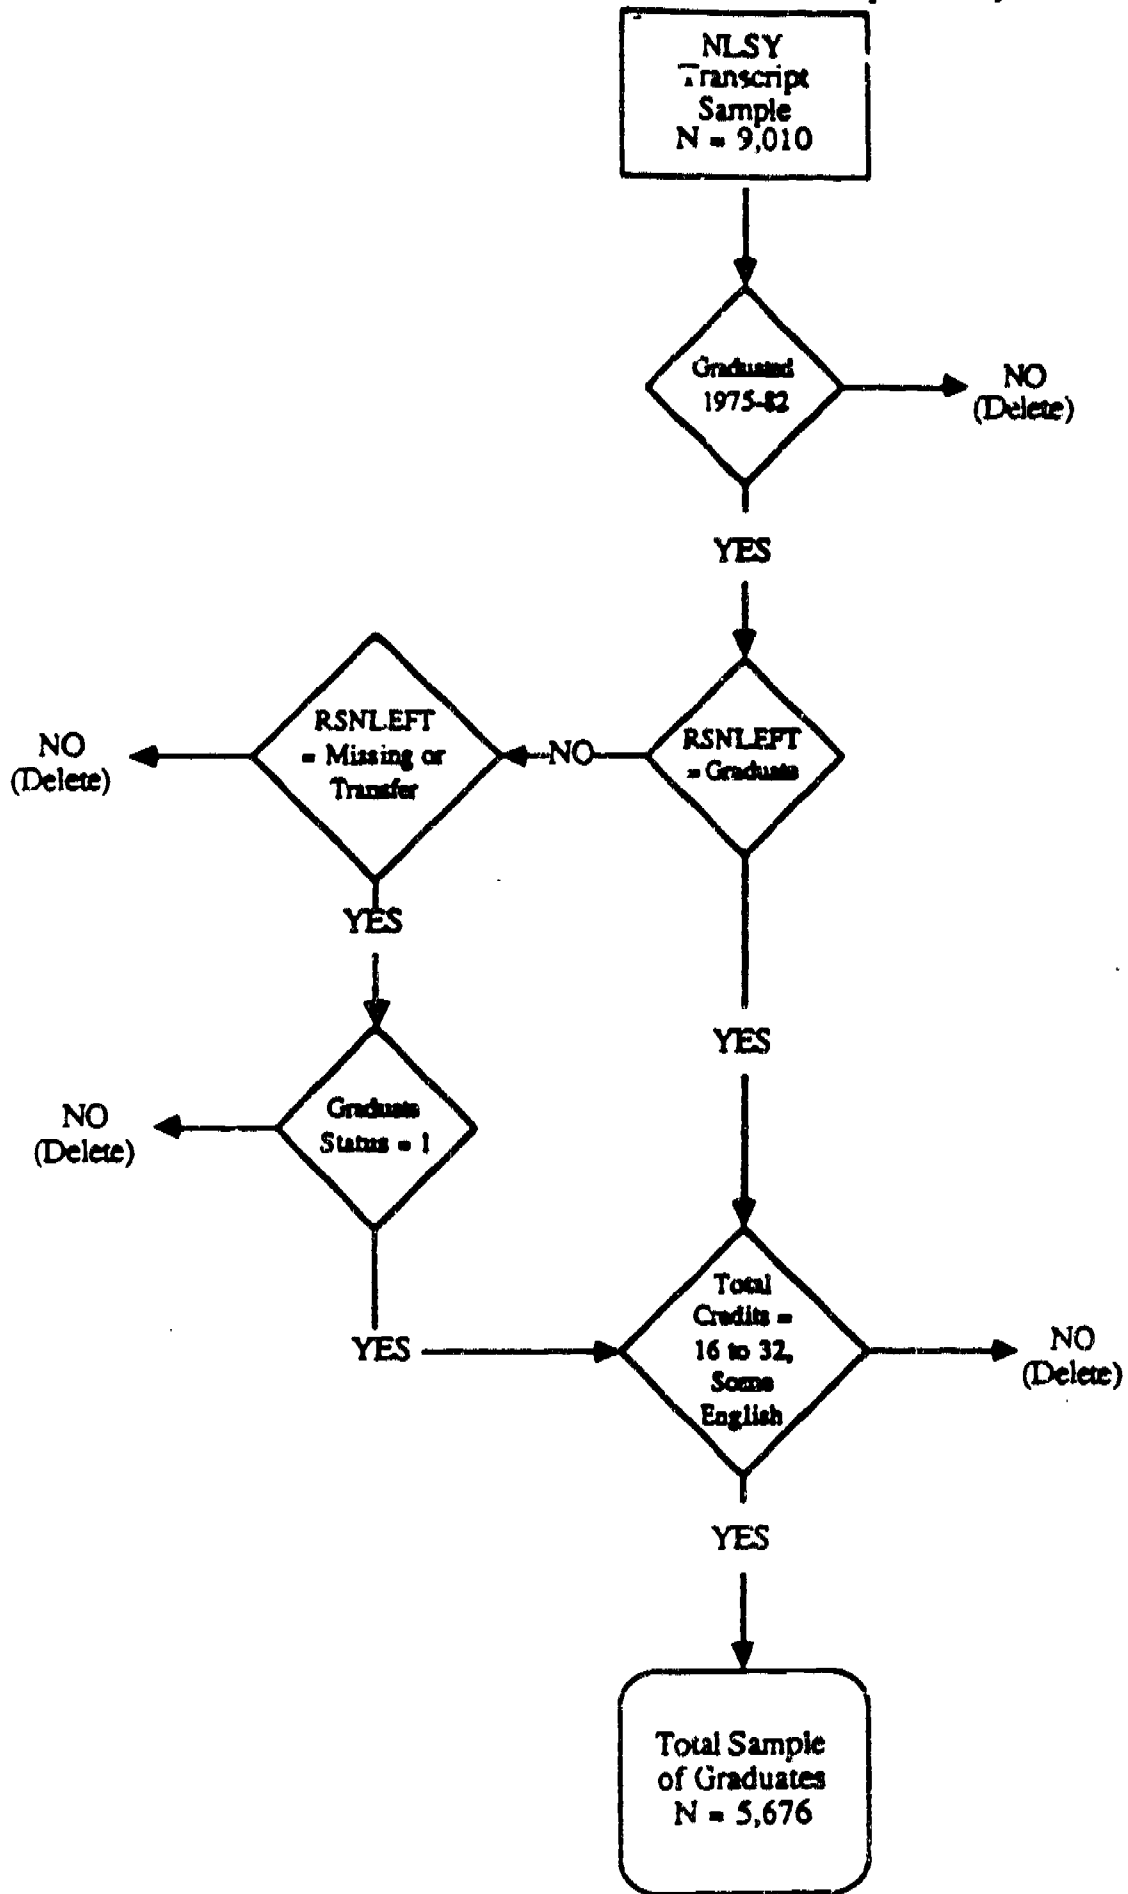 NLSY
Transcript
Sample
N = 9,010
Graduated
1975-82
NO
(Delete)
YES
RSNLEFT
= Graduate
NO
RSNLEFT
= Missing or
Transfer
NO
(Delete)
YES
Graduate
Status = 1
NO
(Delete)
YES
YES
Total
Credits =
16 to 32,
Some
English
NO
(Delete)
YES
Total Sample
of Graduates
N = 5,676